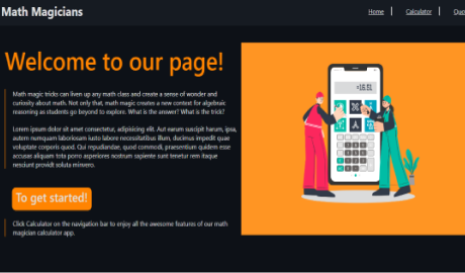 Math Magicians
Home | Calculator | Quo
Welcome to our page!
Math magic tricks can liven up any math class and create a sense of wonder and
curiosity about math. Not only that, math magic creates a new context for algebraic
reasoning as students go beyond to explore. What is the answer? What is the trick?
Lorem ipsum dolor sit amet consectetur, adipisicing elit. Aut earum suscipit harum, ipsa,
autem numquam laboriosam iusto labore necessitatibus illum, ducimus impedit quae
voluptate corporis quod. Qui repudiandae, quod commodi, praesentium quidem esse
accusae aliquam tota porro asperiores nostrum sapiente sunt tenetur rem itaque
nesciunt provident soluta minvero.
To get started!
Click Calculator on the navigation bar to enjoy all the awesome features of our math
magician calculator app.